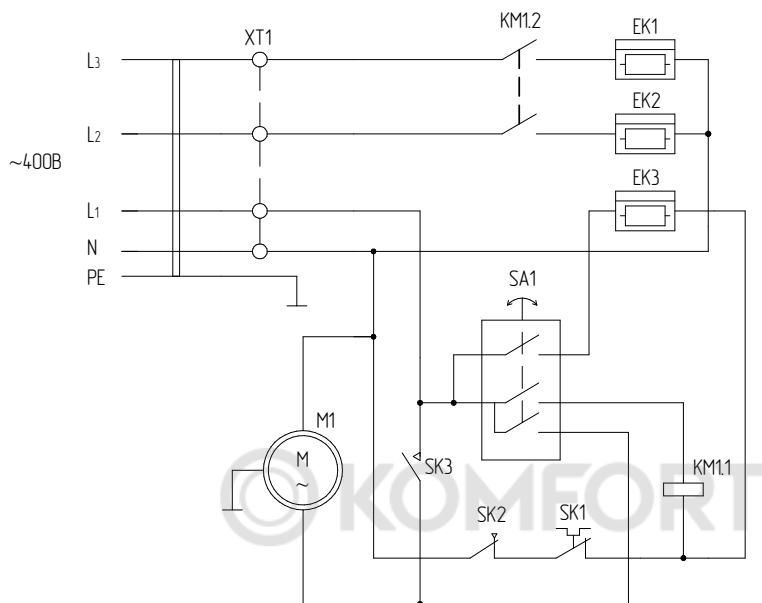 KM1.2
EK1
XT1
L3
EK2
L2
~400В
EK3
L1
N
PE
SA1
M1
M
~
SK3
KM1.1
SK2
SK1
KOMFORT